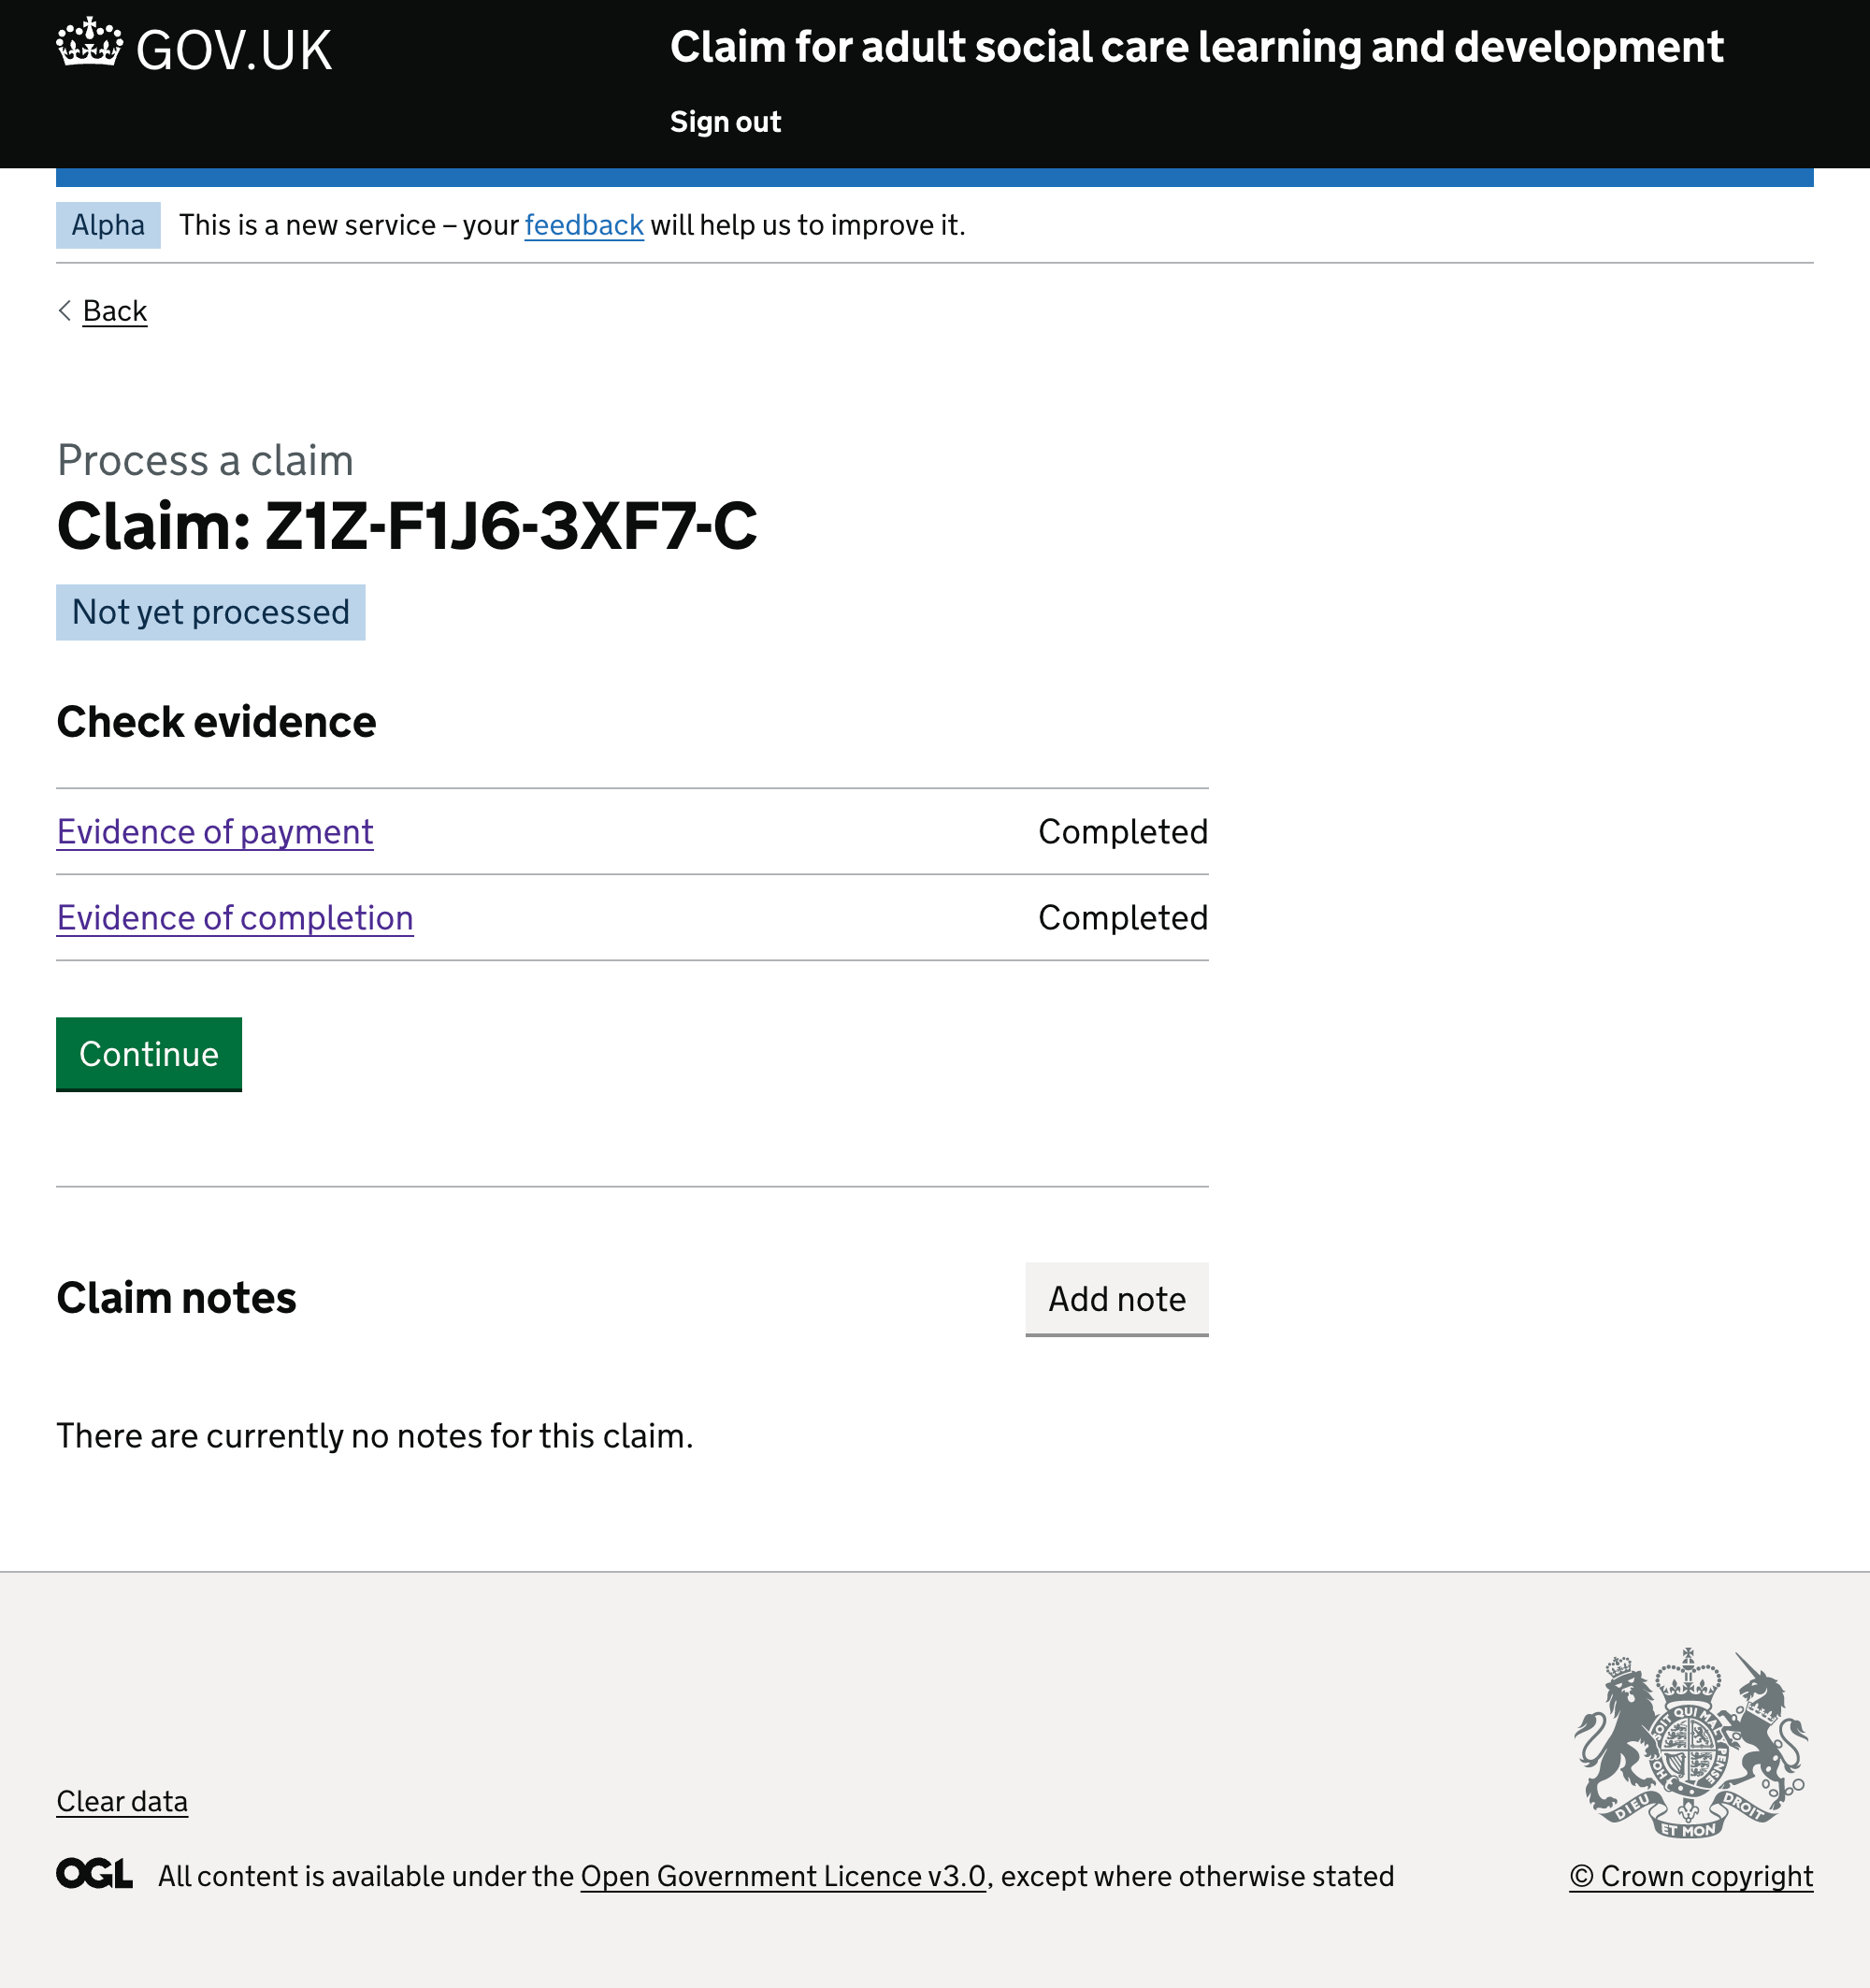 GOV.UK
Claim for adult social care learning and development
Sign out
Alpha This is a new service – your feedback will help us to improve it.
Back
Process a claim
Claim: Z1Z-F1J6-3XF7-C
Not yet processed
Check evidence
Evidence of payment Completed
Evidence of completion Completed
Continue
Claim notes Add note
There are currently no notes for this claim.
Clear data
DIEU ET MON DROIT
OGL All content is available under the Open Government Licence v3.0, except where otherwise stated
© Crown copyright